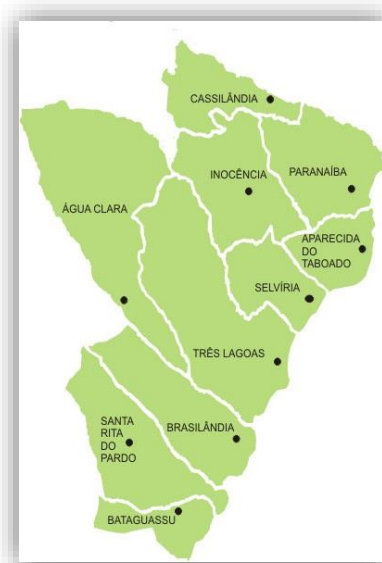 CASSILÂNDIA
INOCÊNCIA
PARANAÍBA
ÁGUA CLARA
APARECIDA
DO
TABOADO
SELVÍRIA
TRÊS LAGOAS
SANTA
RITA
DO
PARDO
BRASILÂNDIA
BATAGUASSU